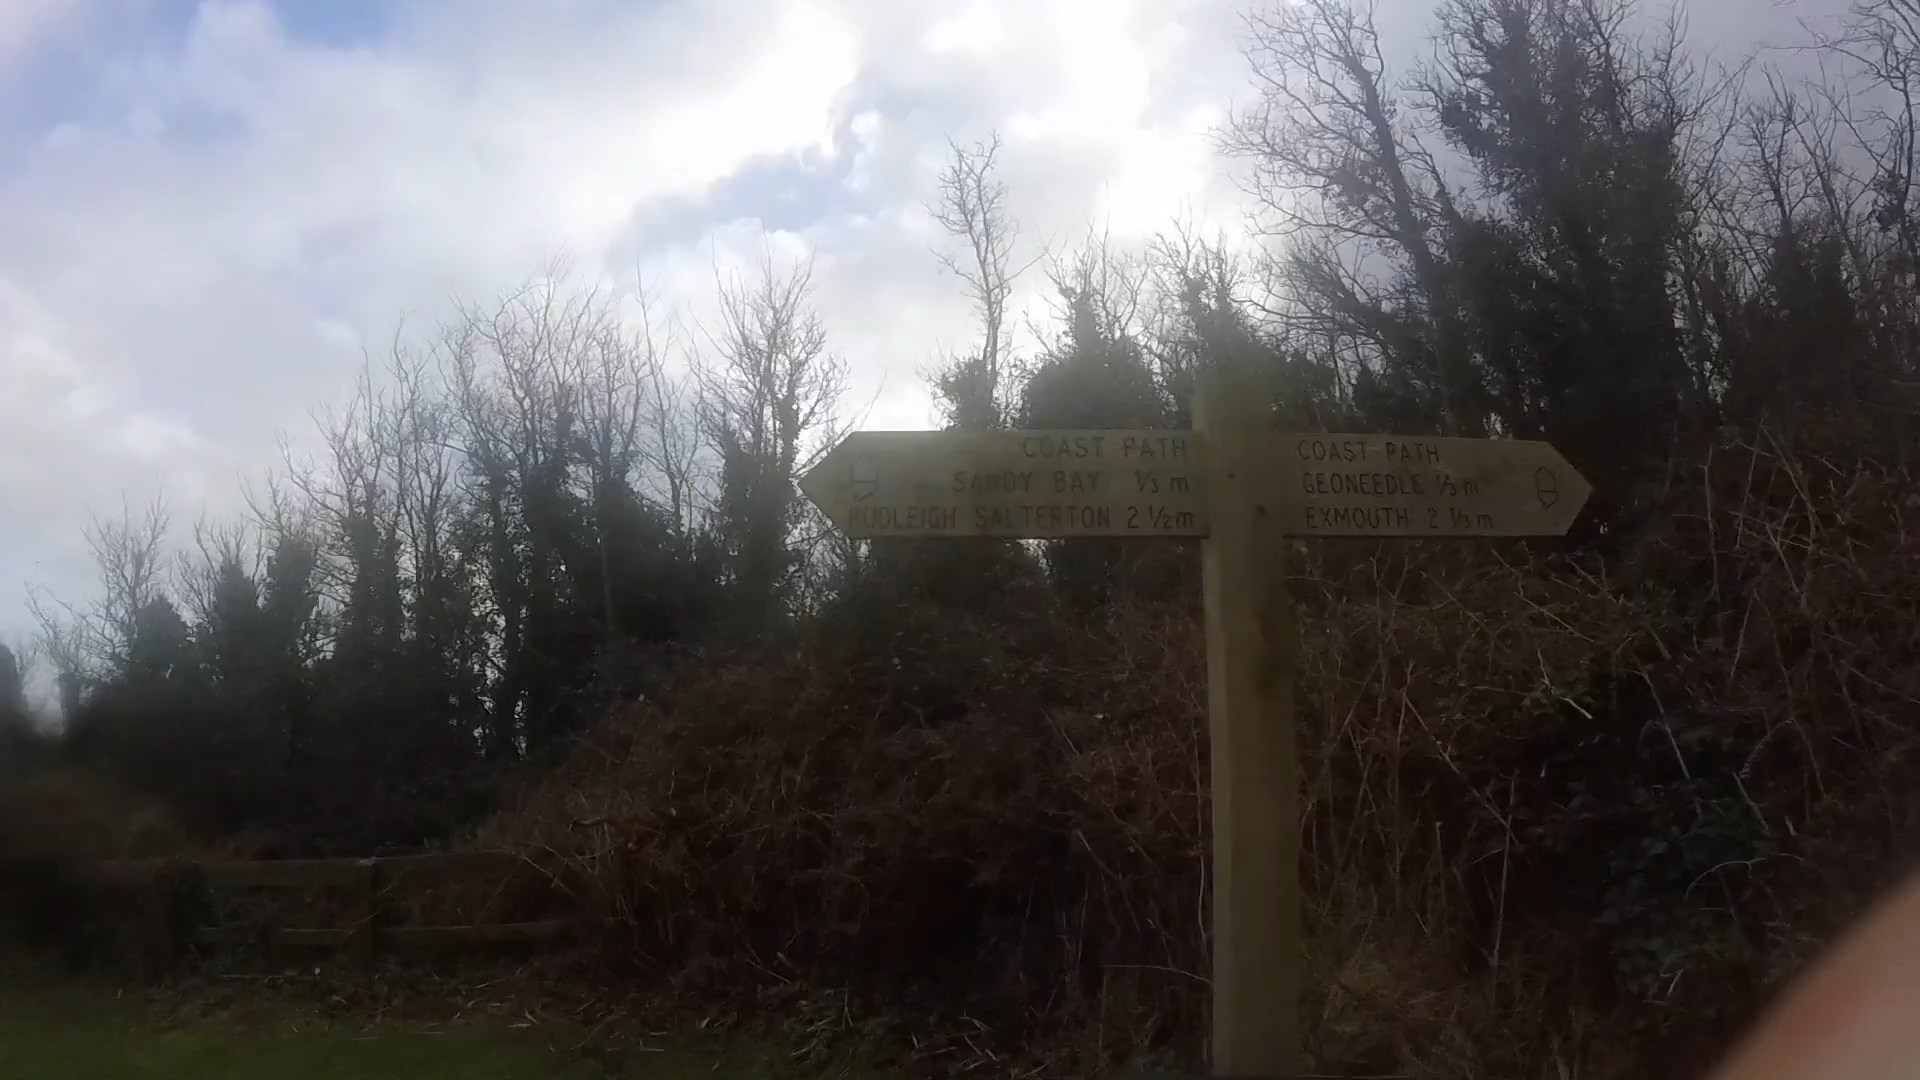 COAST PATH
SANDY BAY 1/3 m
BUDLEIGH SALTERTON 2 1/2 m
COAST PATH
GEONEEDLE 1/3 m
EXMOUTH 2 1/3 m